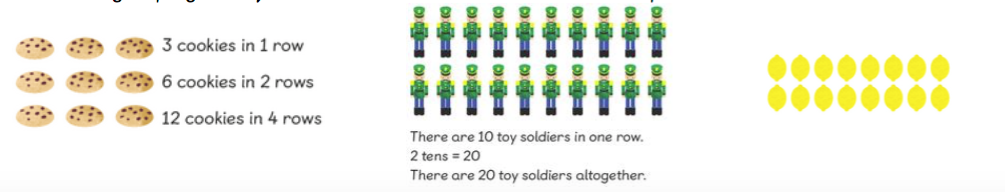 3 cookies in 1 row
6 cookies in 2 rows
12 cookies in 4 rows
There are 10 toy soldiers in one row.
2 tens = 20
There are 20 toy soldiers altogether.